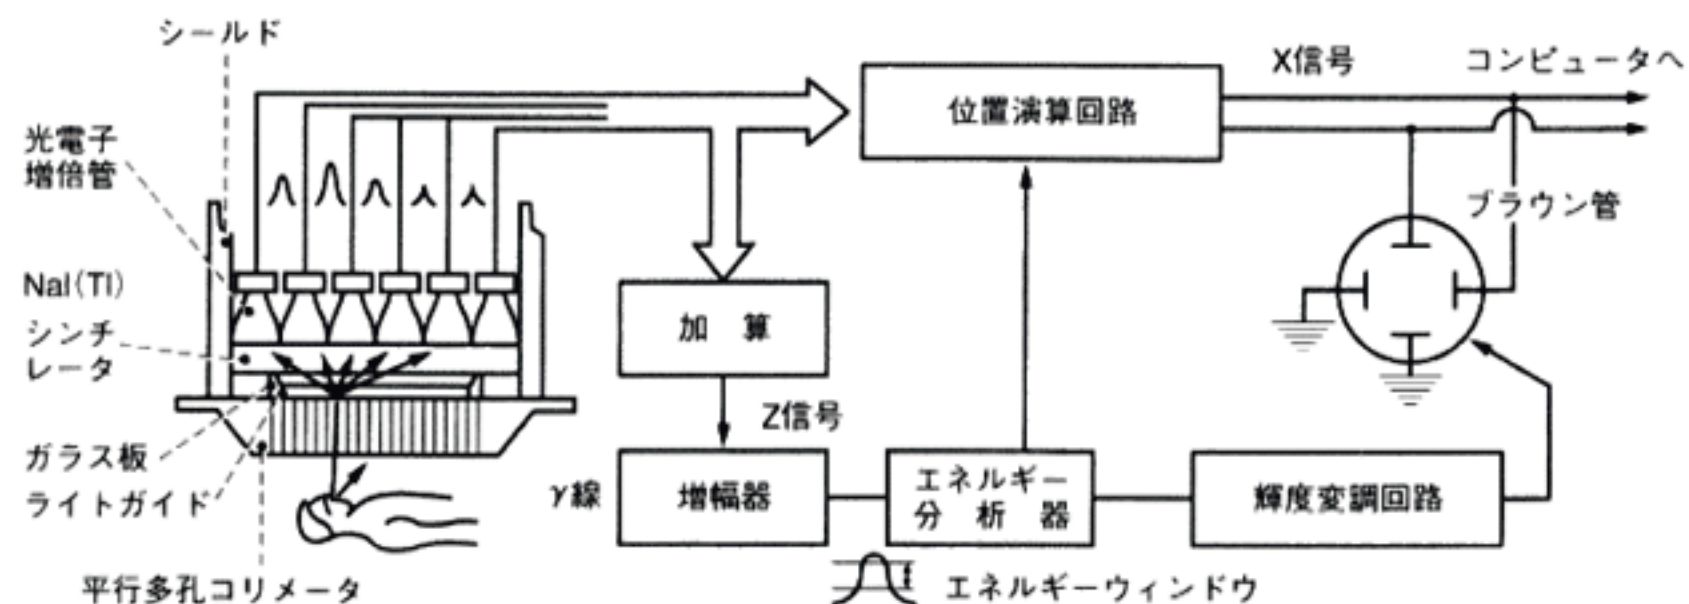 シールド
光電子
増倍管
NaI(Tl)
シンチ
レータ
ガラス板
ライトガイド
平行多孔コリメータ
γ線
位置演算回路
X信号
コンピュータへ
ブラウン管
加 算
Z信号
増幅器
エネルギー
分 析 器
輝度変調回路
エネルギーウィンドウ